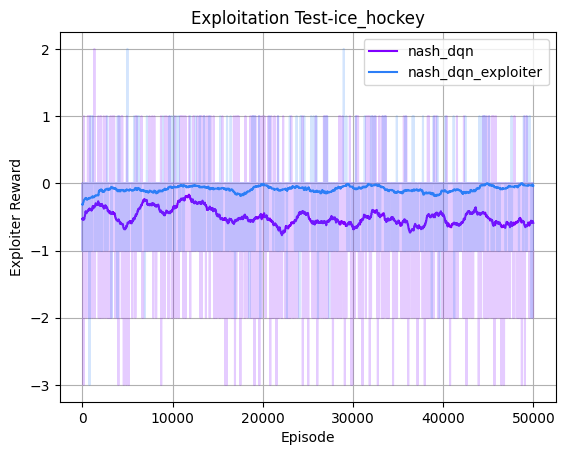 Exploitation Test-ice_hockey
nash_dqn
nash_dqn_exploiter
Exploiter Reward
2
1
0
−1
−2
−3
0
10000
20000
30000
40000
50000
Episode